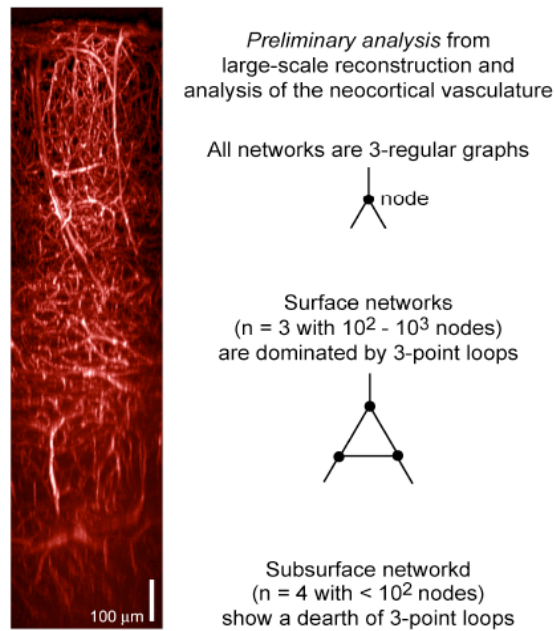 Preliminary analysis from
large-scale reconstruction and
analysis of the neocortical vasculature
All networks are 3-regular graphs
node
Surface networks
(n = 3 with 10² - 10³ nodes)
are dominated by 3-point loops
Subsurface networkd
(n = 4 with < 10² nodes)
show a dearth of 3-point loops
100 µm